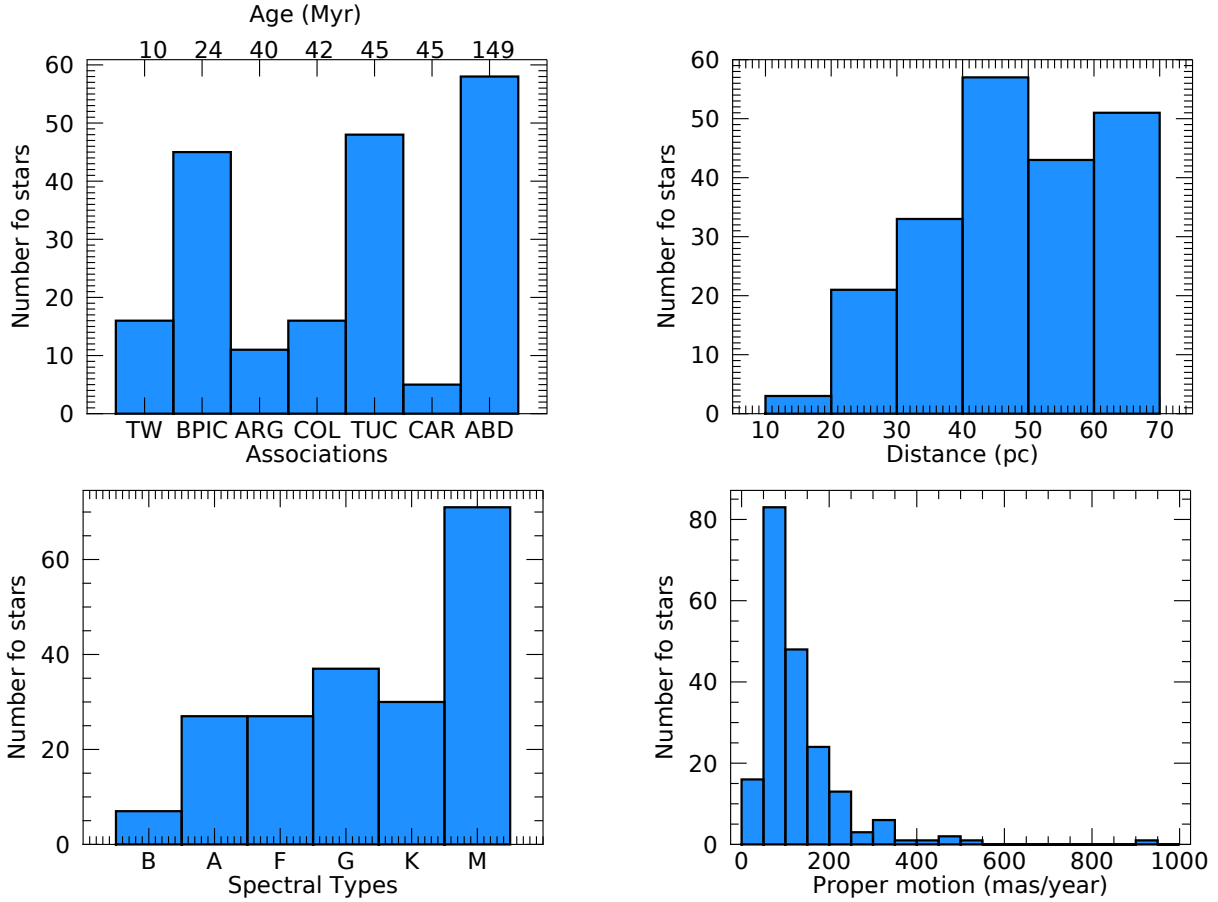 Age (Myr)
10 24 40 42 45 45 149
60
50
40
30
20
10
0
Number fo stars
TW BPIC ARG COL TUC CAR ABD
Associations
60
50
40
30
20
10
0
Number fo stars
10 20 30 40 50 60 70
Distance (pc)
60
40
20
0
Number fo stars
B A F G K M
Spectral Types
80
60
40
20
0
Number fo stars
0 200 400 600 800 1000
Proper motion (mas/year)